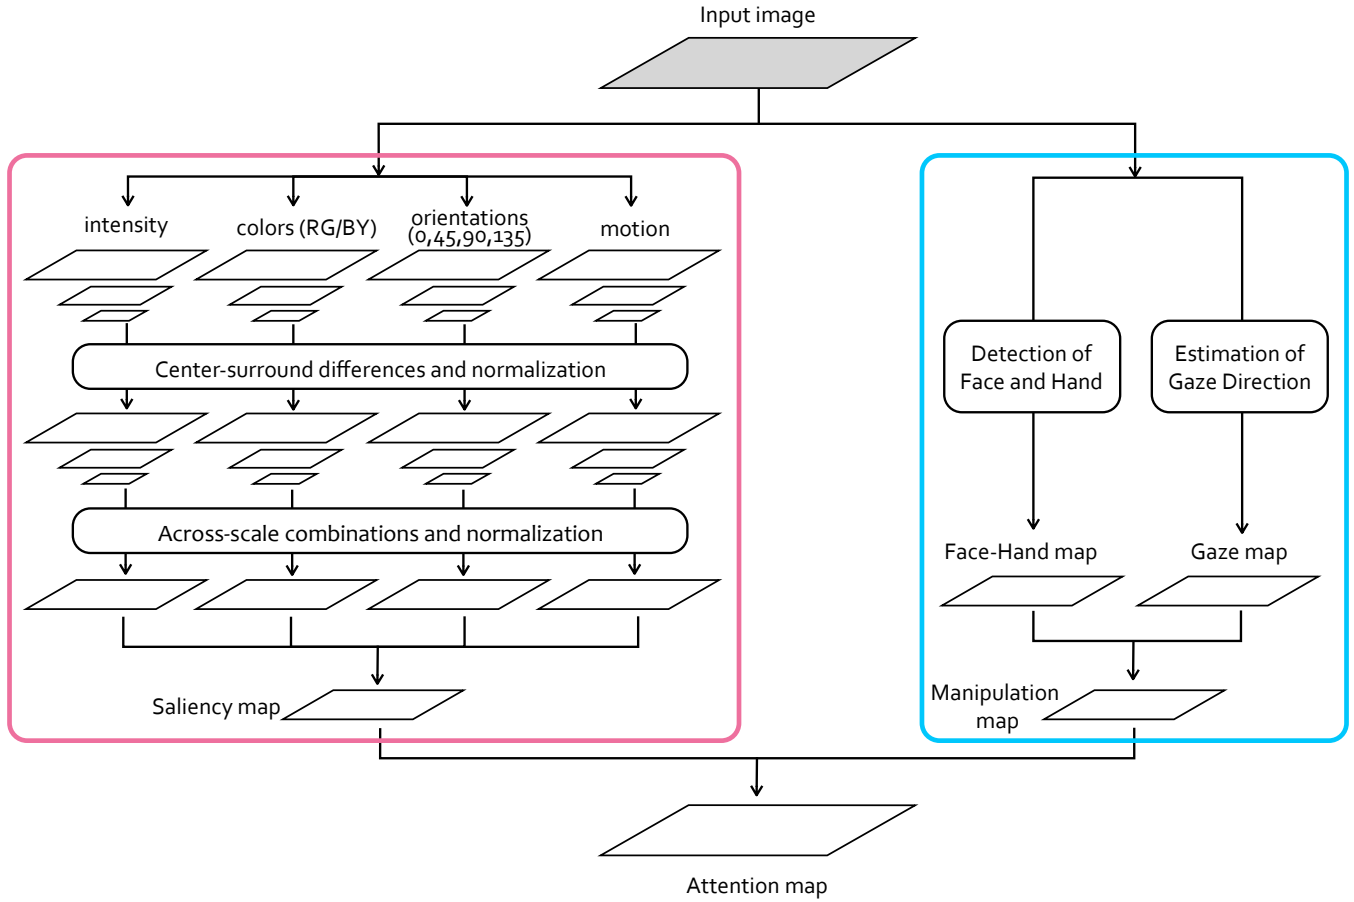 Input image
intensity
colors (RG/BY)
orientations
(0,45,90,135)
motion
Center-surround differences and normalization
Across-scale combinations and normalization
Saliency map
Detection of
Face and Hand
Estimation of
Gaze Direction
Face-Hand map
Gaze map
Manipulation
map
Attention map